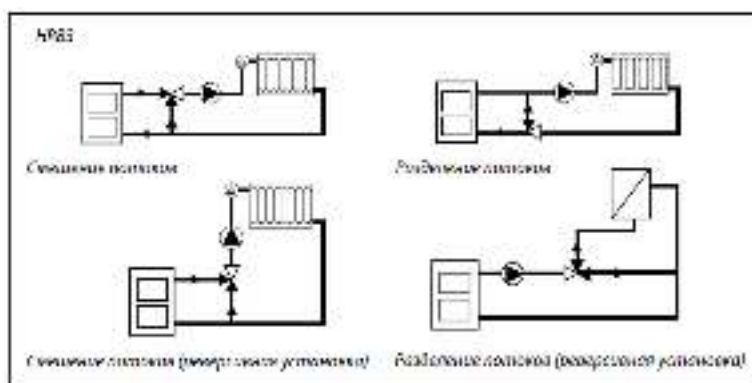 HRB3
Смешение потоков
Разделение потоков
Смешение потоков (реверсивная установка)
Разделение потоков (реверсивная установка)